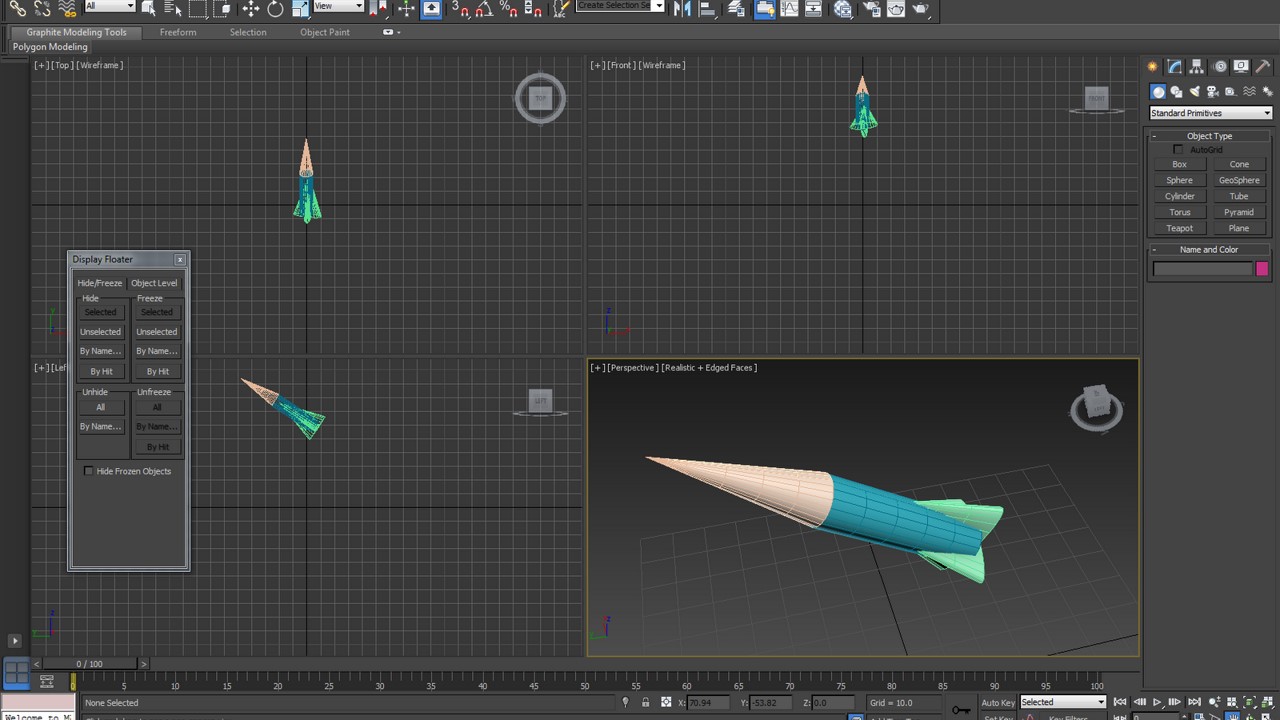 All
View
Create Selection Se
Graphite Modeling Tools
Freeform
Selection
Object Paint
Polygon Modeling
[+] [Top] [Wireframe]
TOP
[+] [Front] [Wireframe]
FRONT
Standard Primitives
- Object Type
AutoGrid
Box Cone
Sphere GeoSphere
Cylinder Tube
Torus Pyramid
Teapot Plane
- Name and Color
Display Floater x
Hide/Freeze Object Level
Hide Freeze
Selected Selected
Unselected Unselected
By Name... By Name...
By Hit By Hit
Unhide Unfreeze
All All
By Name... By Name...
By Hit
Hide Frozen Objects
[+] [Lef
LEFT
[+] [Perspective] [Realistic + Edged Faces]
LEFT
< 0 / 100 >
0 5 10 15 20 25 30 35 40 45 50 55 60 65 70 75 80 85 90 95 100
None Selected
X: 70.94 Y: -53.82 Z: 0.0
Grid = 10.0
Auto Key
Selected
Welcome to M
Set Key
Key Filters...
0